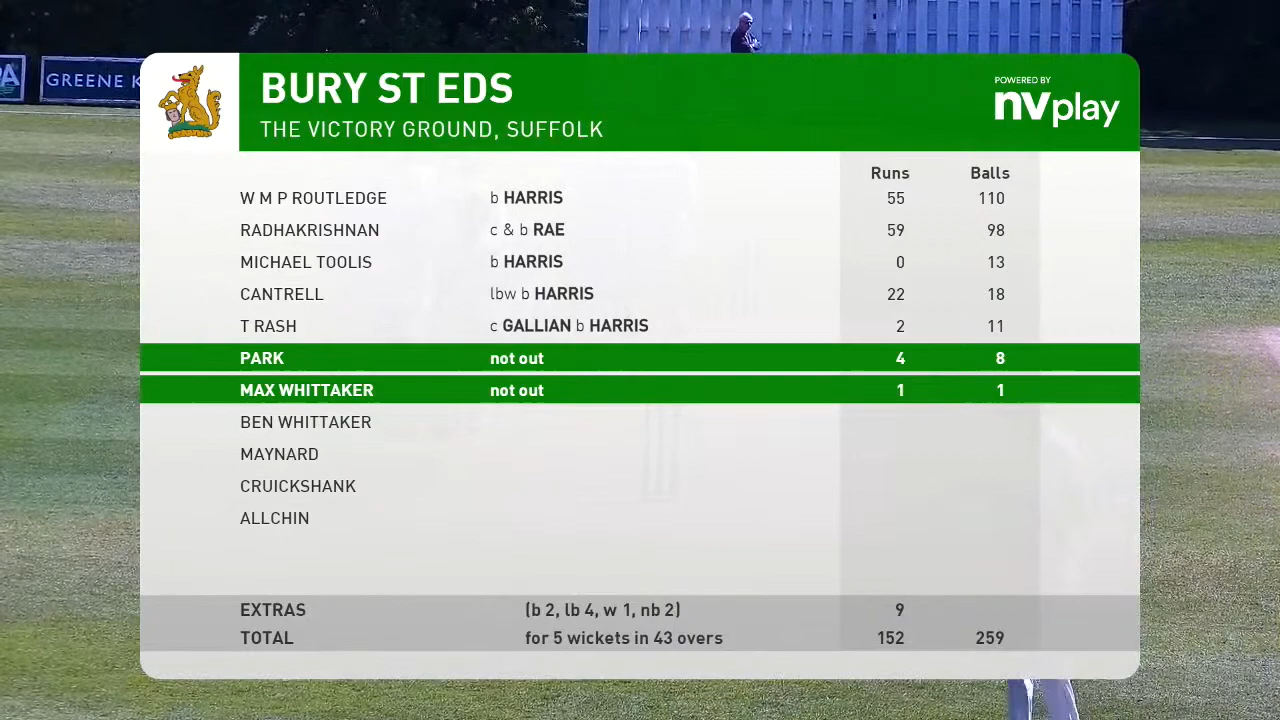 GREENE K
BURY ST EDS
THE VICTORY GROUND, SUFFOLK
POWERED BY
nvplay
Runs Balls
W M P ROUTLEDGE b HARRIS 55 110
RADHAKRISHNAN c & b RAE 59 98
MICHAEL TOOLIS b HARRIS 0 13
CANTRELL lbw b HARRIS 22 18
T RASH c GALLIAN b HARRIS 2 11
PARK not out 4 8
MAX WHITTAKER not out 1 1
BEN WHITTAKER
MAYNARD
CRUICKSHANK
ALLCHIN
EXTRAS (b 2, lb 4, w 1, nb 2) 9
TOTAL for 5 wickets in 43 overs 152 259